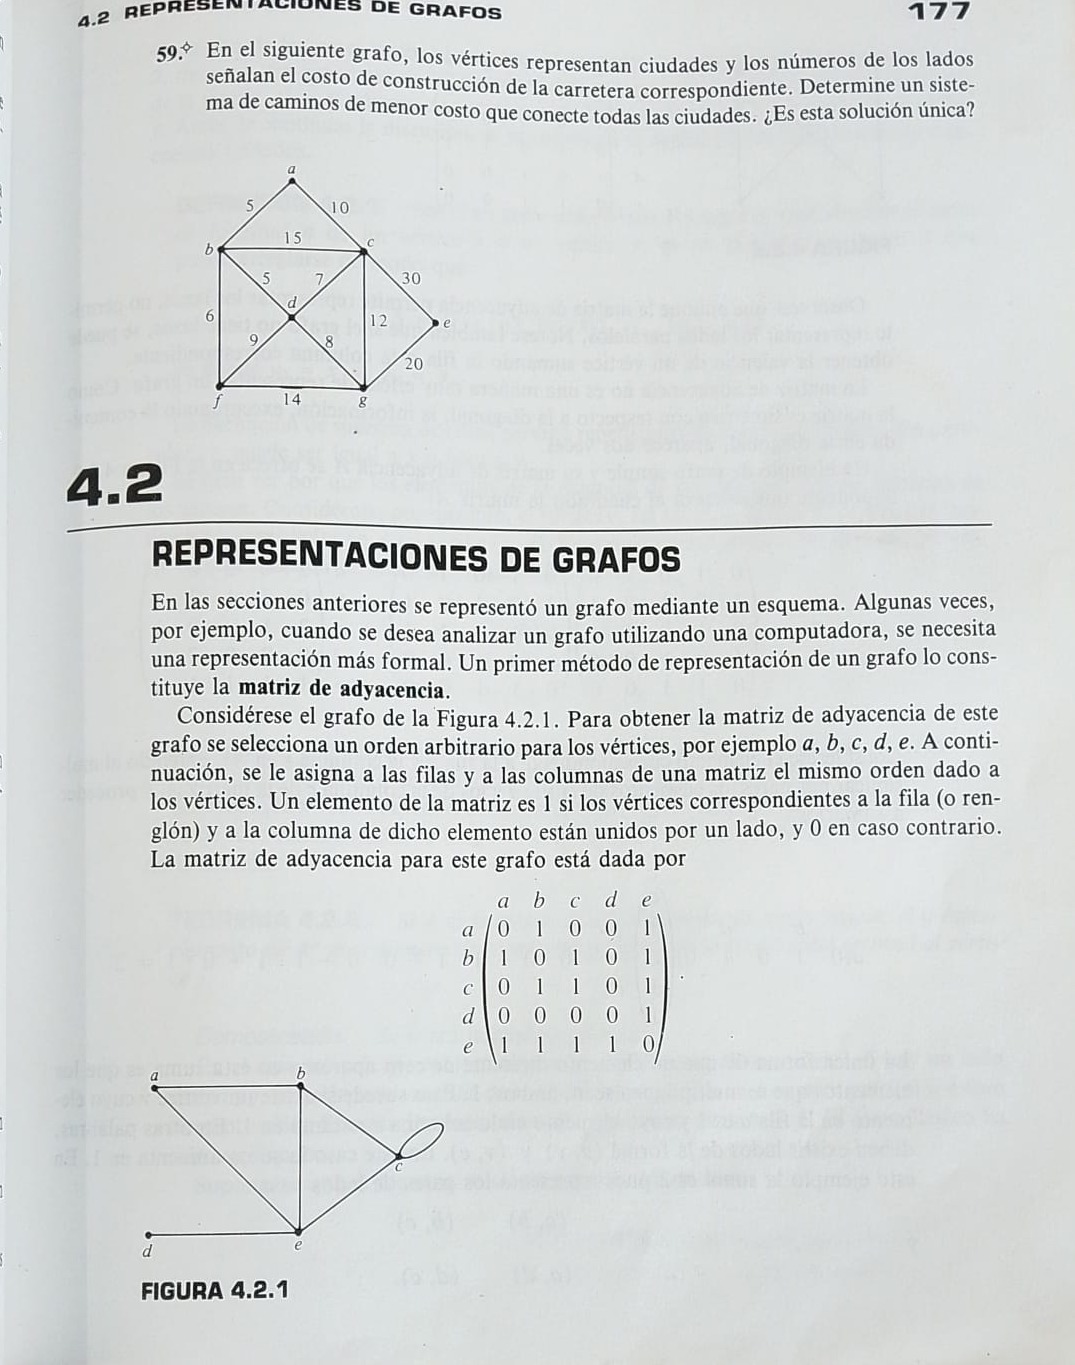 4.2 REPRESENTACIONES DE GRAFOS 177
59.✧ En el siguiente grafo, los vértices representan ciudades y los números de los lados
señalan el costo de construcción de la carretera correspondiente. Determine un siste-
ma de caminos de menor costo que conecte todas las ciudades. ¿Es esta solución única?
a
5 10
15
b c
5 7 30
d
6 12 e
9 8
20
14
f g
4.2
REPRESENTACIONES DE GRAFOS
En las secciones anteriores se representó un grafo mediante un esquema. Algunas veces,
por ejemplo, cuando se desea analizar un grafo utilizando una computadora, se necesita
una representación más formal. Un primer método de representación de un grafo lo cons-
tituye la matriz de adyacencia.
Considérese el grafo de la Figura 4.2.1. Para obtener la matriz de adyacencia de este
grafo se selecciona un orden arbitrario para los vértices, por ejemplo a, b, c, d, e. A conti-
nuación, se le asigna a las filas y a las columnas de una matriz el mismo orden dado a
los vértices. Un elemento de la matriz es 1 si los vértices correspondientes a la fila (o ren-
glón) y a la columna de dicho elemento están unidos por un lado, y 0 en caso contrario.
La matriz de adyacencia para este grafo está dada por
a b c d e
a 0 1 0 0 1
b 1 0 1 0 1
c 0 1 1 0 1 .
d 0 0 0 0 1
e 1 1 1 1 0
a b
c
d e
FIGURA 4.2.1